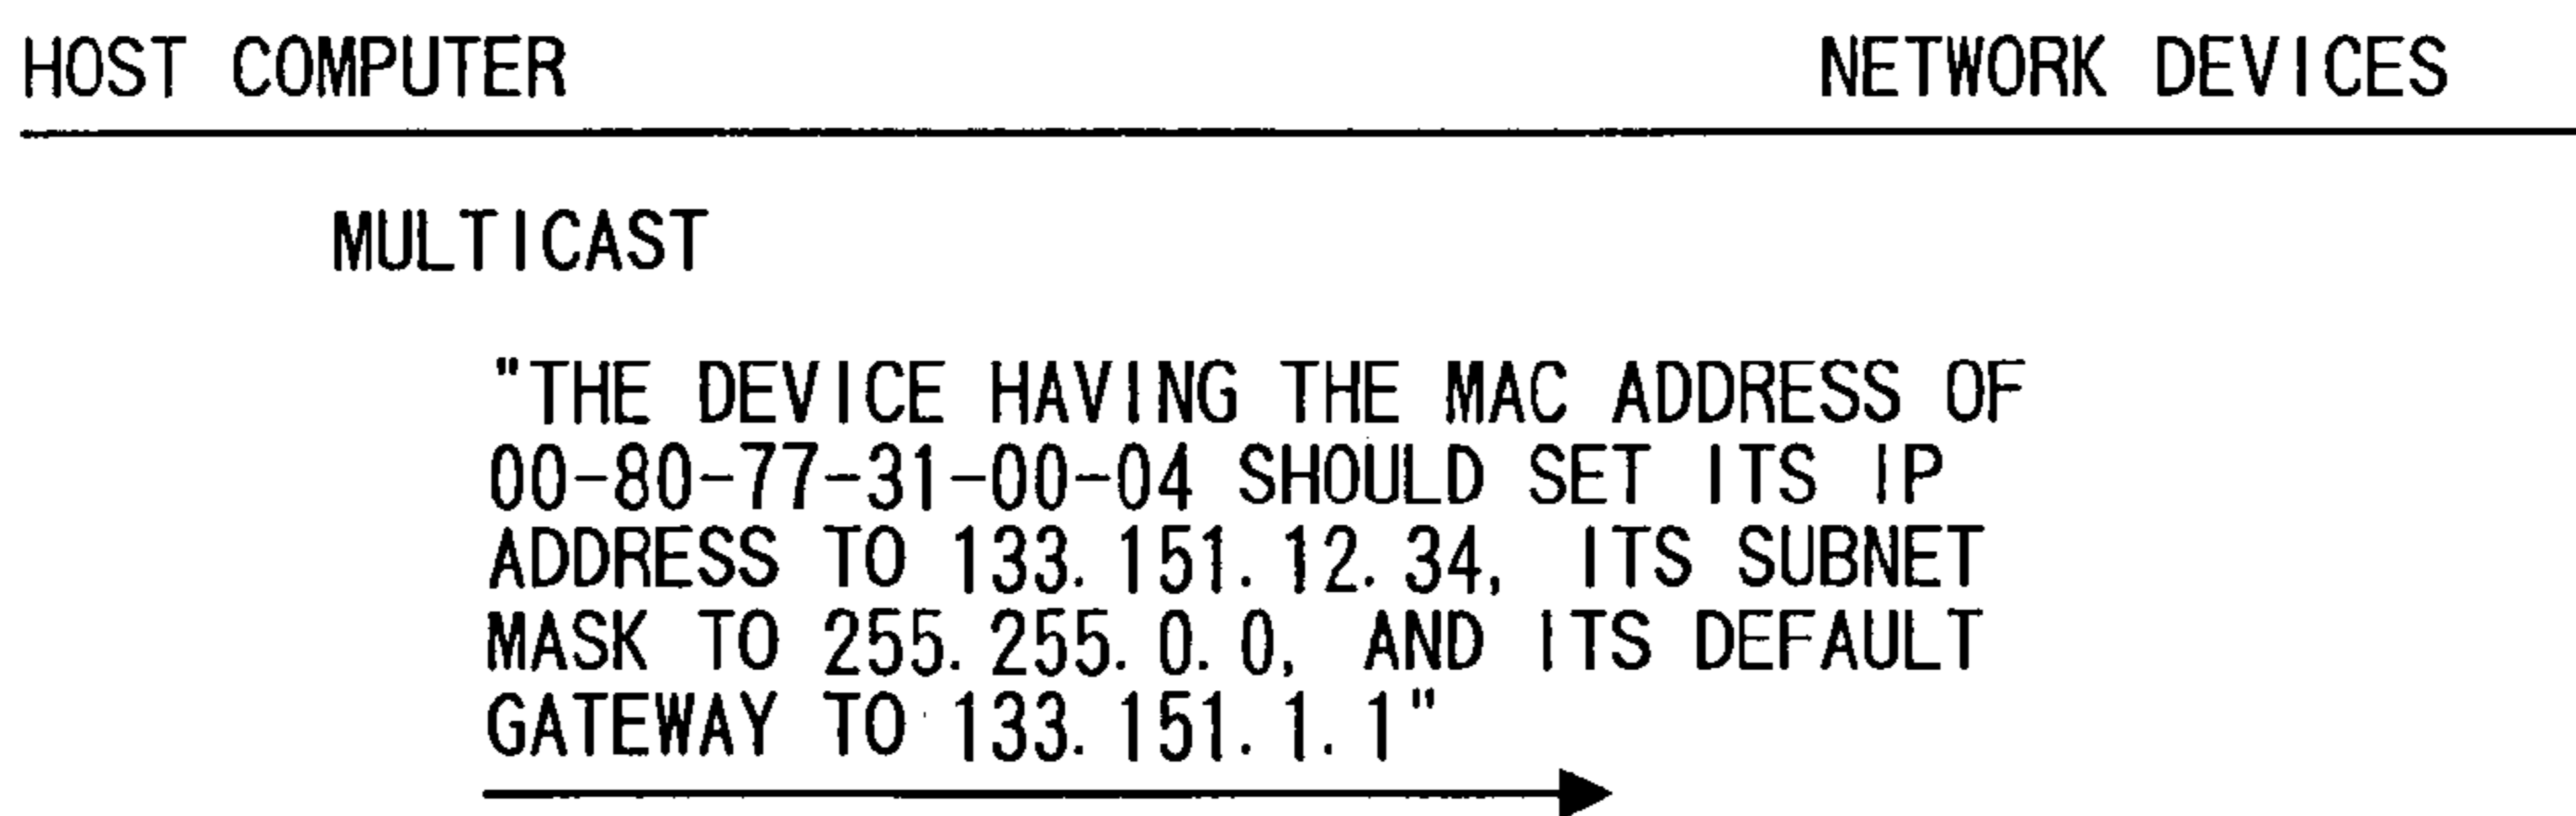 HOST COMPUTER NETWORK DEVICES
MULTICAST
"THE DEVICE HAVING THE MAC ADDRESS OF
00-80-77-31-00-04 SHOULD SET ITS IP
ADDRESS TO 133.151.12.34, ITS SUBNET
MASK TO 255.255.0.0, AND ITS DEFAULT
GATEWAY TO 133.151.1.1"